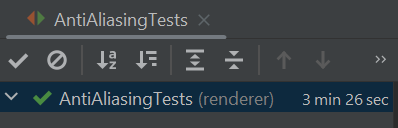 AntiAliasingTests
AntiAliasingTests (renderer) 3 min 26 sec